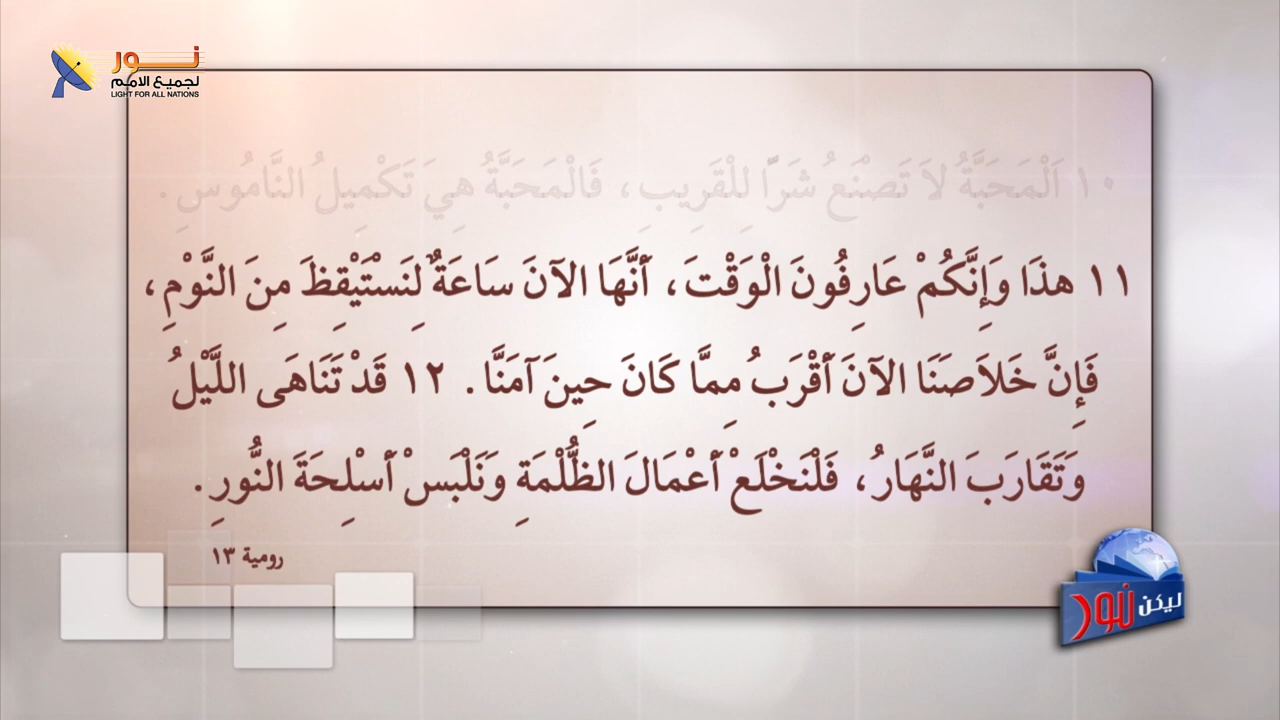 نور
لجميع الامم
LIGHT FOR ALL NATIONS
١٠ اَلْمَحَبَّةُ لاَ تَصْنَعُ شَرًّا لِلْقَرِيبِ، فَالْمَحَبَّةُ هِيَ تَكْمِيلُ النَّامُوسِ.
١١ هذَا وَإِنَّكُمْ عَارِفُونَ الْوَقْتَ، أَنَّهَا الآنَ سَاعَةٌ لِنَسْتَيْقِظَ مِنَ النَّوْمِ،
فَإِنَّ خَلاَصَنَا الآنَ أَقْرَبُ مِمَّا كَانَ حِينَ آمَنَّا. ١٢ قَدْ تَنَاهَى اللَّيْلُ
وَتَقَارَبَ النَّهَارُ، فَلْنَخْلَعْ أَعْمَالَ الظُّلْمَةِ وَنَلْبَسْ أَسْلِحَةَ النُّورِ.
رومية ١٣
ليكن نور